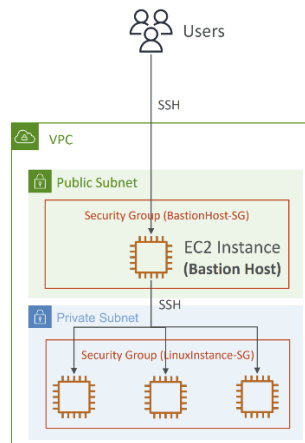 Users
SSH
VPC
Public Subnet
Security Group (BastionHost-SG)
EC2 Instance
(Bastion Host)
SSH
Private Subnet
Security Group (LinuxInstance-SG)